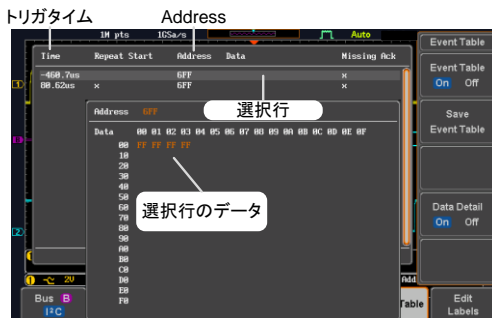 トリガタイム Address
1M pts 1GSa/s Auto
Event Table
Time Repeat Start Address Data Missing Ack
-460.7us 6FF x
80.62us x 6FF x
Event Table
On Off
選択行
Address 6FF
Save
Event Table
Data 00 01 02 03 04 05 06 07 08 09 0A 0B 0C 0D 0E 0F
00 FF FF FF FF
10
20
30
40
50
60
70
80
90
A0
B0
C0
D0
E0
F0
選択行のデータ
Data Detail
On Off
1 2V Add
Bus B
I²C
Table
Edit
Labels